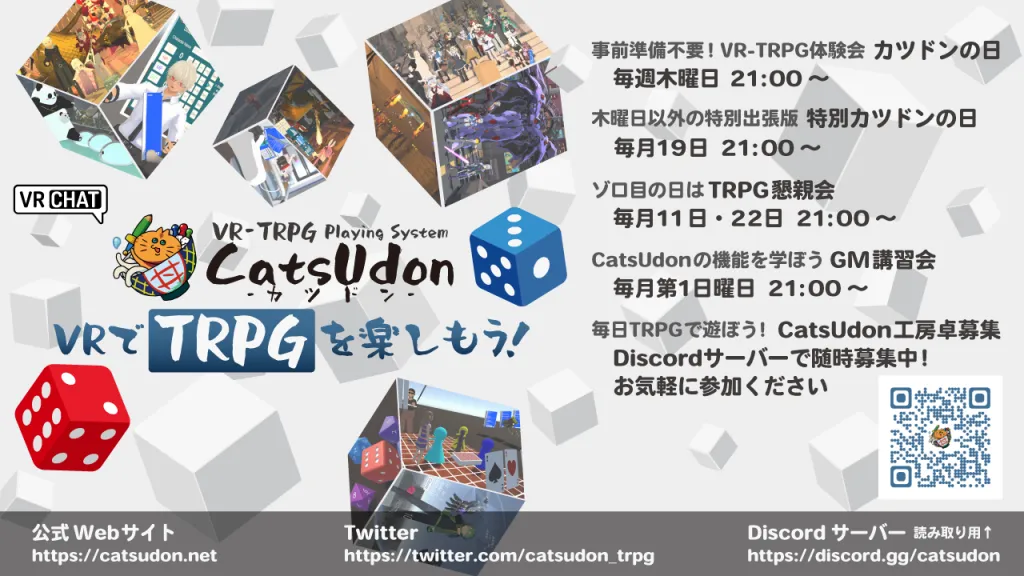 VR CHAT
VR-TRPG Playing System
CatsUdon
-カツドン-
VRでTRPGを楽しもう!
事前準備不要!VR-TRPG体験会 カツドンの日
毎週木曜日 21:00〜
木曜日以外の特別出張版 特別カツドンの日
毎月19日 21:00〜
ゾロ目の日はTRPG懇親会
毎月11日・22日 21:00〜
CatsUdonの機能を学ぼう GM講習会
毎月第1日曜日 21:00〜
毎日TRPGで遊ぼう! CatsUdon工房卓募集
Discordサーバーで随時募集中!
お気軽に参加ください
公式Webサイト
https://catsudon.net
Twitter
https://twitter.com/catsudon_trpg
Discord サーバー 読み取り用↑
https://discord.gg/catsudon